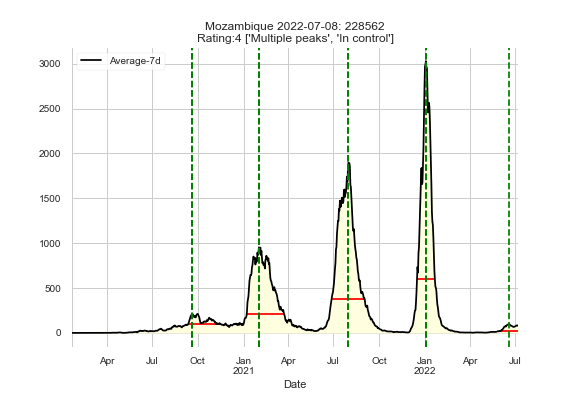 Mozambique 2022-07-08: 228562
Rating:4 ['Multiple peaks', 'In control']
Average-7d
3000
2500
2000
1500
1000
500
0
Apr Jul Oct Jan Apr Jul Oct Jan Apr Jul
2021 2022
Date